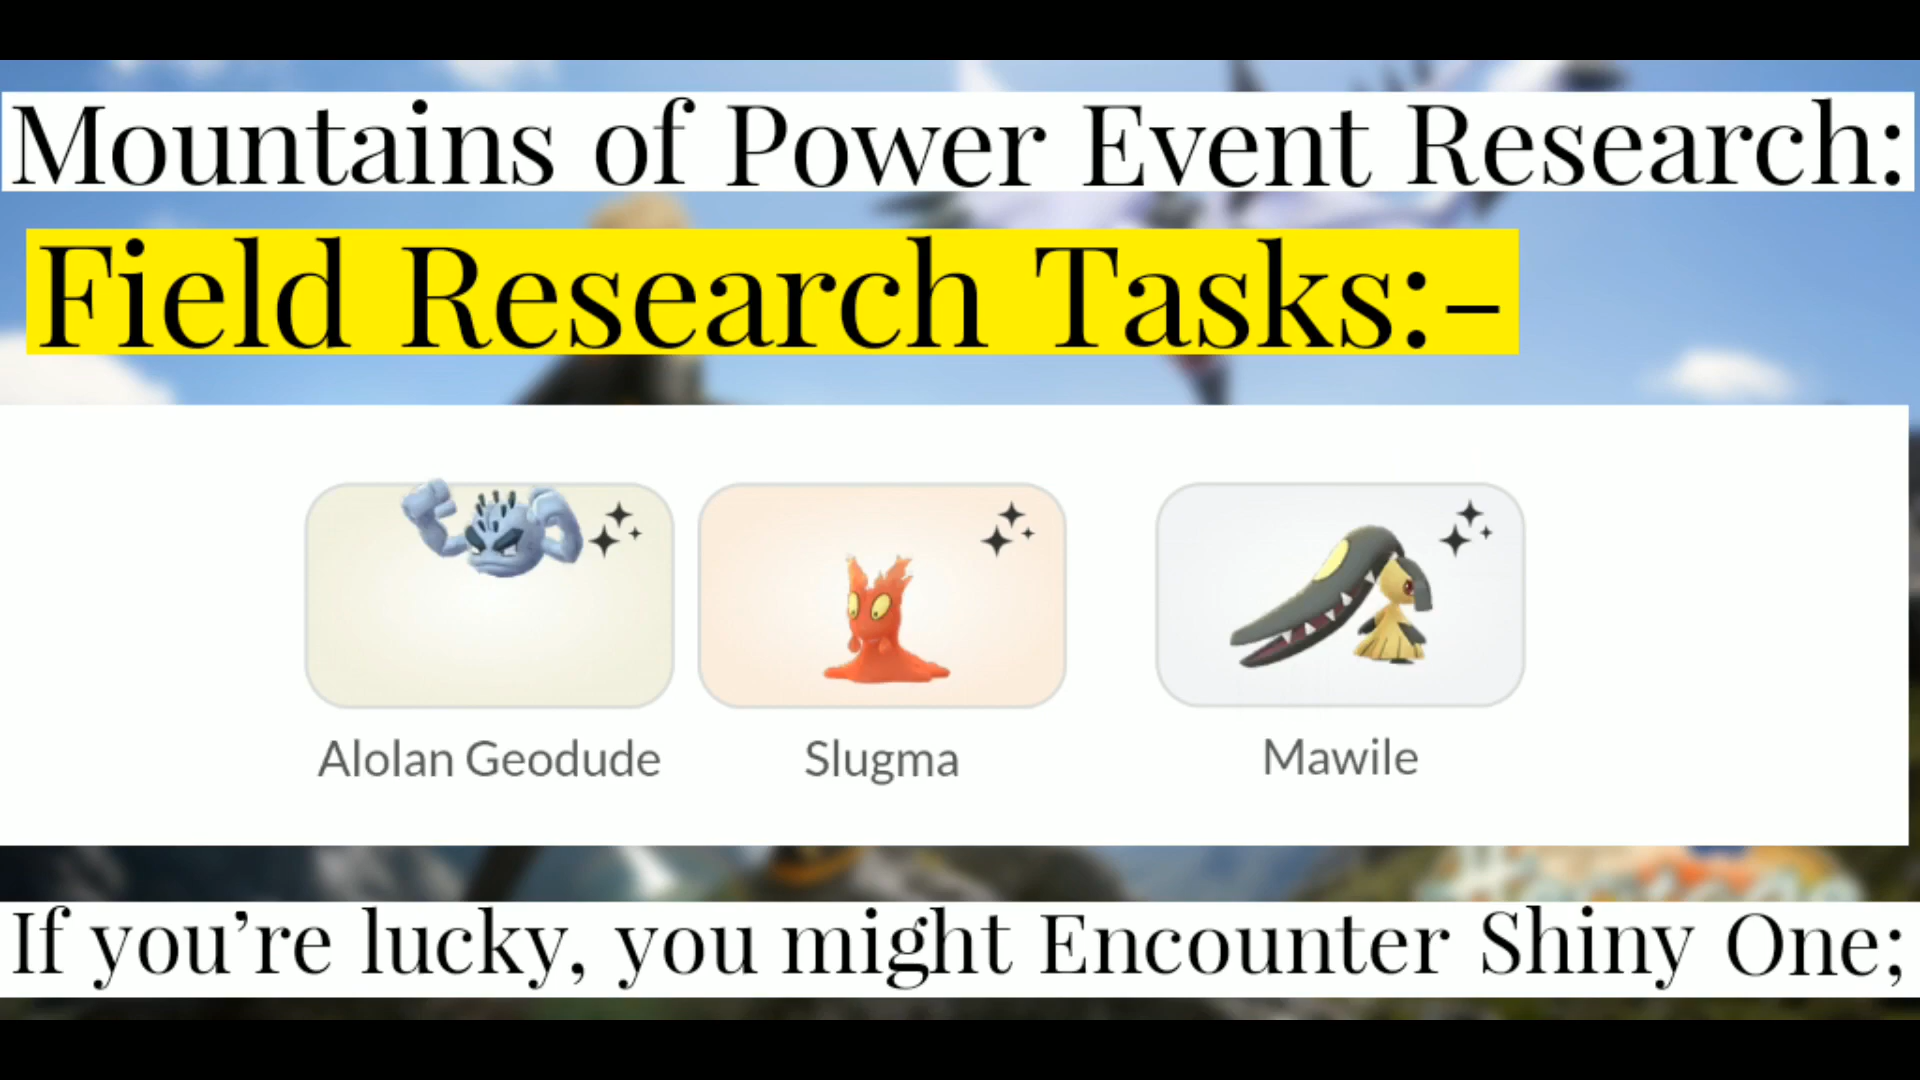 Mountains of Power Event Research:
Field Research Tasks:-
Alolan Geodude Slugma Mawile
If you’re lucky, you might Encounter Shiny One;